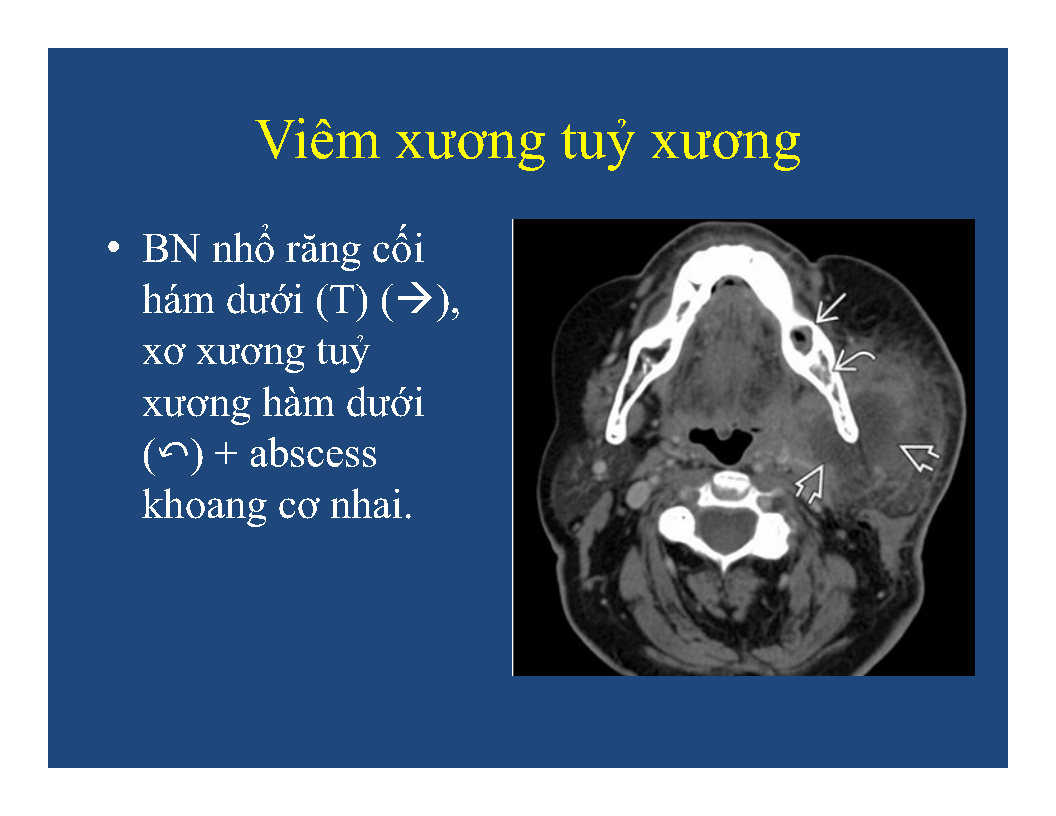 Viêm xương tuỷ xương
• BN nhổ răng cối
hám dưới (T) (→),
xơ xương tuỷ
xương hàm dưới
(↶) + abscess
khoang cơ nhai.